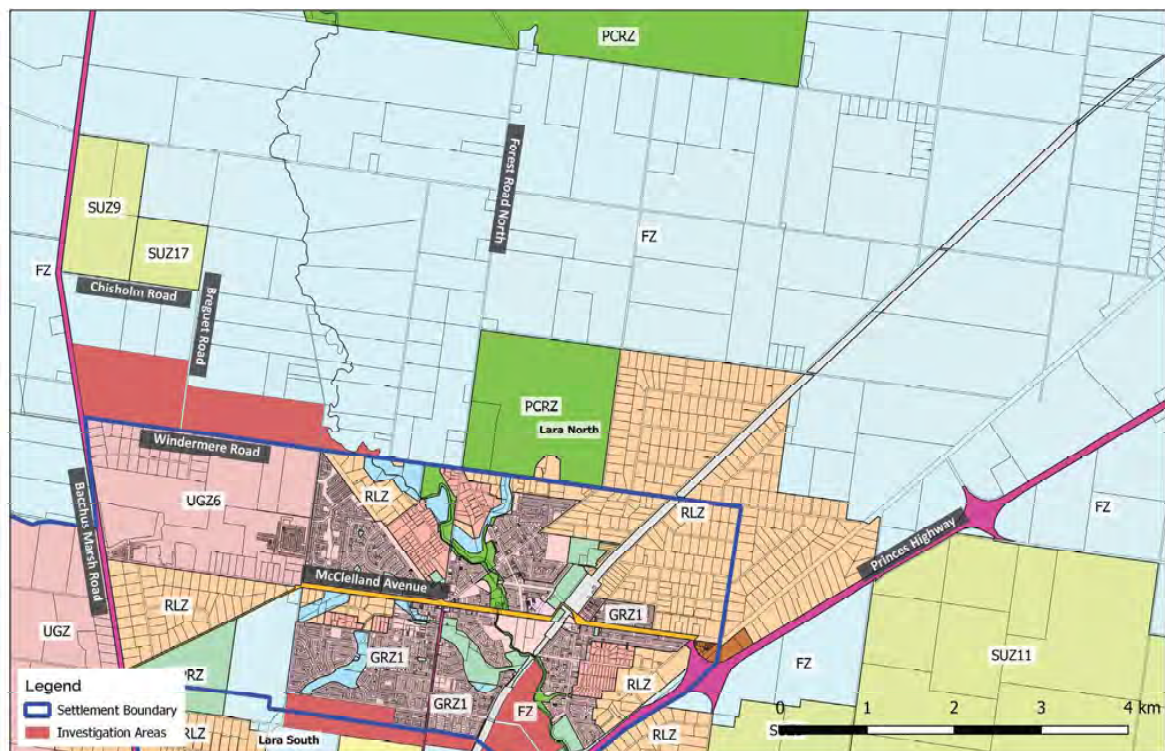 PCRZ
Forest Road North
SUZ9
SUZ17
FZ
FZ
Chisholm Road
Breguet Road
PCRZ
Lara North
Windermere Road
UGZ6
RLZ
RLZ
Bacchus Marsh Road
Princes Highway
FZ
McClelland Avenue
RLZ
GRZ1
UGZ
GRZ1
RLZ
FZ
SUZ11
GRZ1
FZ
RLZ
RLZ
Lara South
Legend
Settlement Boundary
Investigation Areas
0 1 2 3 4 km